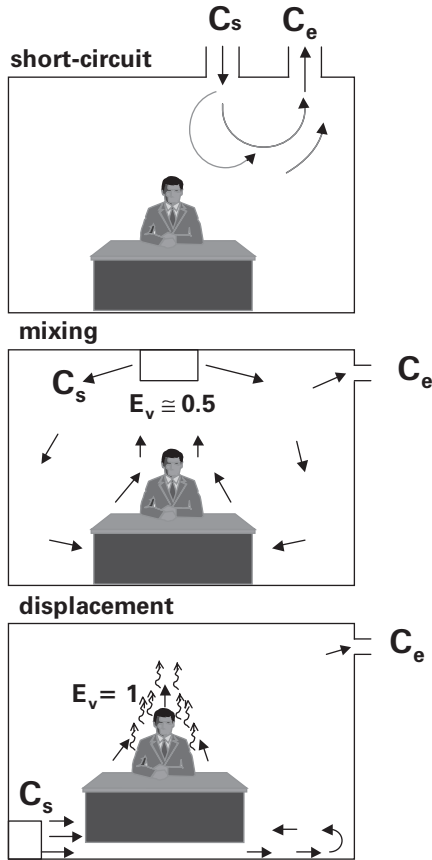 Cs Ce
short-circuit
mixing
Cs Ce
Ev ≅ 0.5
displacement
Ce
Ev = 1
Cs